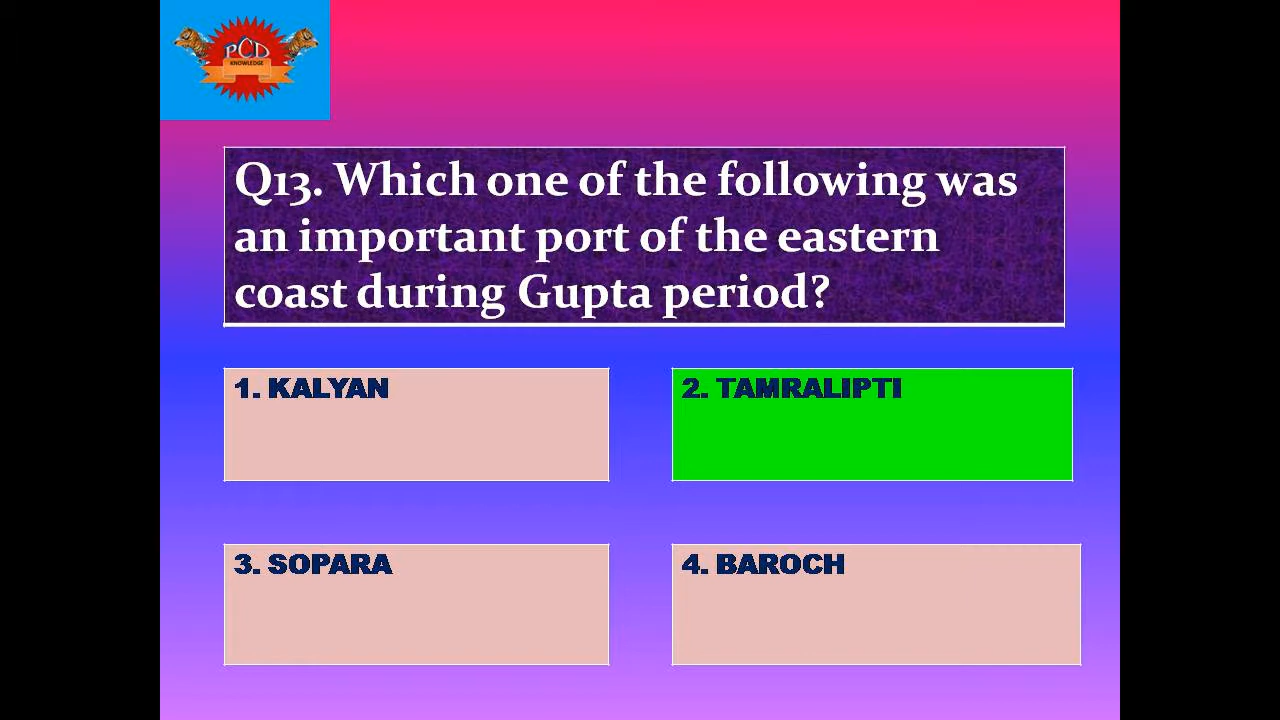 PCD
KNOWLEDGE
Q13. Which one of the following was
an important port of the eastern
coast during Gupta period?
1. KALYAN
2. TAMRALIPTI
3. SOPARA
4. BAROCH